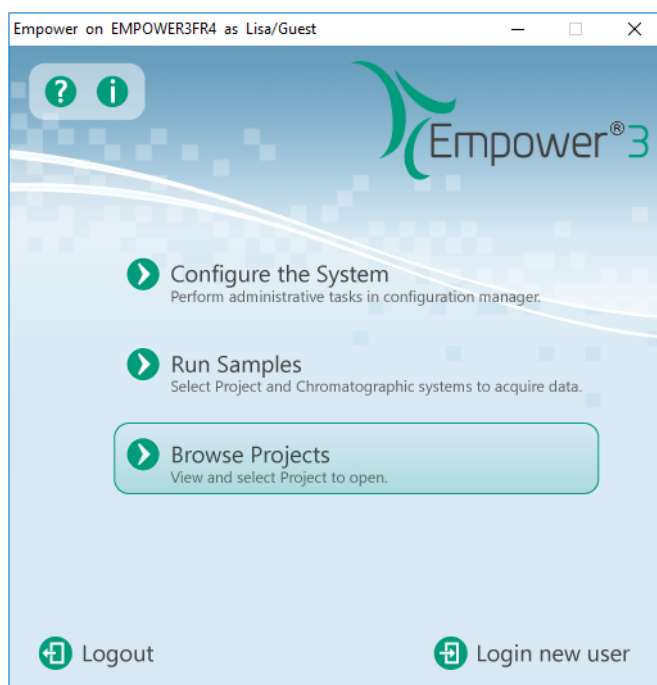 Empower on EMPOWER3FR4 as Lisa/Guest
? i
Empower®3
Configure the System
Perform administrative tasks in configuration manager.
Run Samples
Select Project and Chromatographic systems to acquire data.
Browse Projects
View and select Project to open.
Logout
Login new user